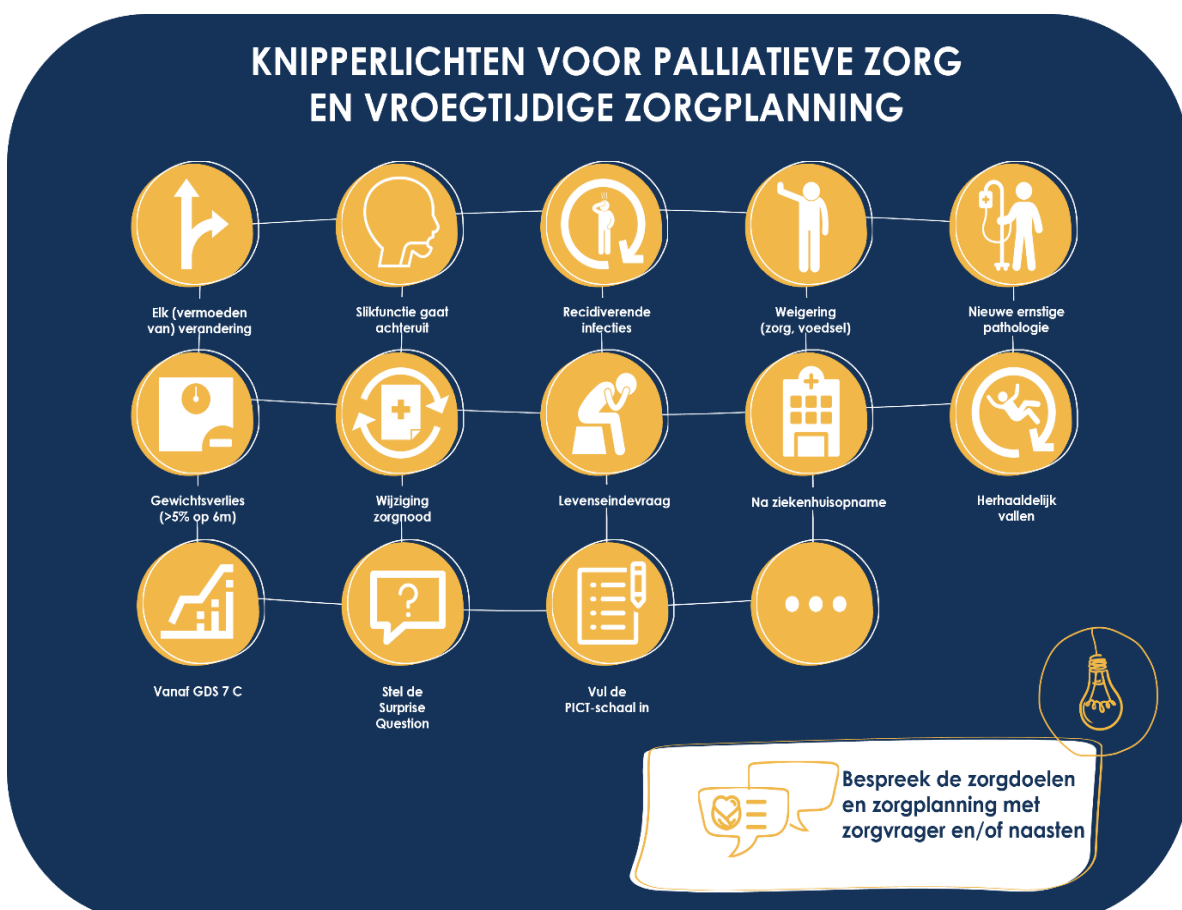 KNIPPERLICHTEN VOOR PALLIATIEVE ZORG
EN VROEGTIJDIGE ZORGPLANNING
Elk (vermoeden
van) verandering
Slikfunctie gaat
achteruit
Recidiverende
infecties
Weigering
(zorg, voedsel)
Nieuwe ernstige
pathologie
Gewichtsverlies
(>5% op 6m)
Wijziging
zorgnood
Levenseindevraag
Na ziekenhuisopname
Herhaaldelijk
vallen
Vanaf GDS 7 C
Stel de
Surprise
Question
Vul de
PICT-schaal in
Bespreek de zorgdoelen
en zorgplanning met
zorgvrager en/of naasten